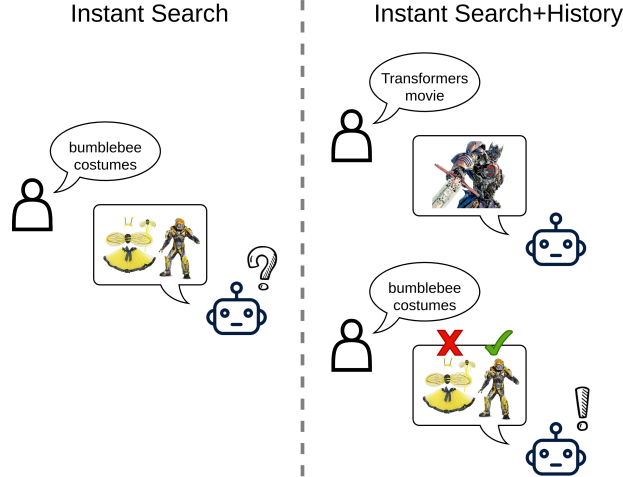 Instant Search
bumblebee
costumes
?
Instant Search+History
Transformers
movie
bumblebee
costumes
!